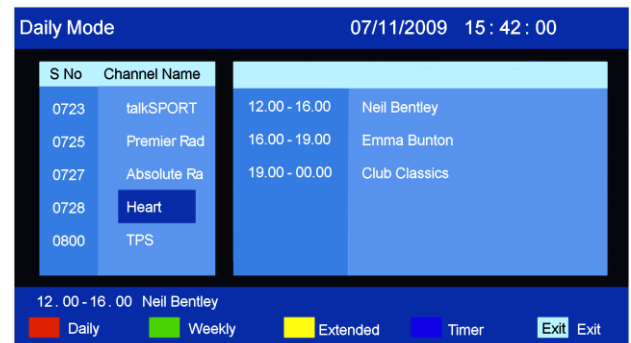 Daily Mode 07/11/2009 15:42:00
S No Channel Name
0723 talkSPORT 12.00 - 16.00 Neil Bentley
0725 Premier Rad 16.00 - 19.00 Emma Bunton
0727 Absolute Ra 19.00 - 00.00 Club Classics
0728 Heart
0800 TPS
12.00 - 16.00 Neil Bentley
Daily Weekly Extended Timer Exit Exit